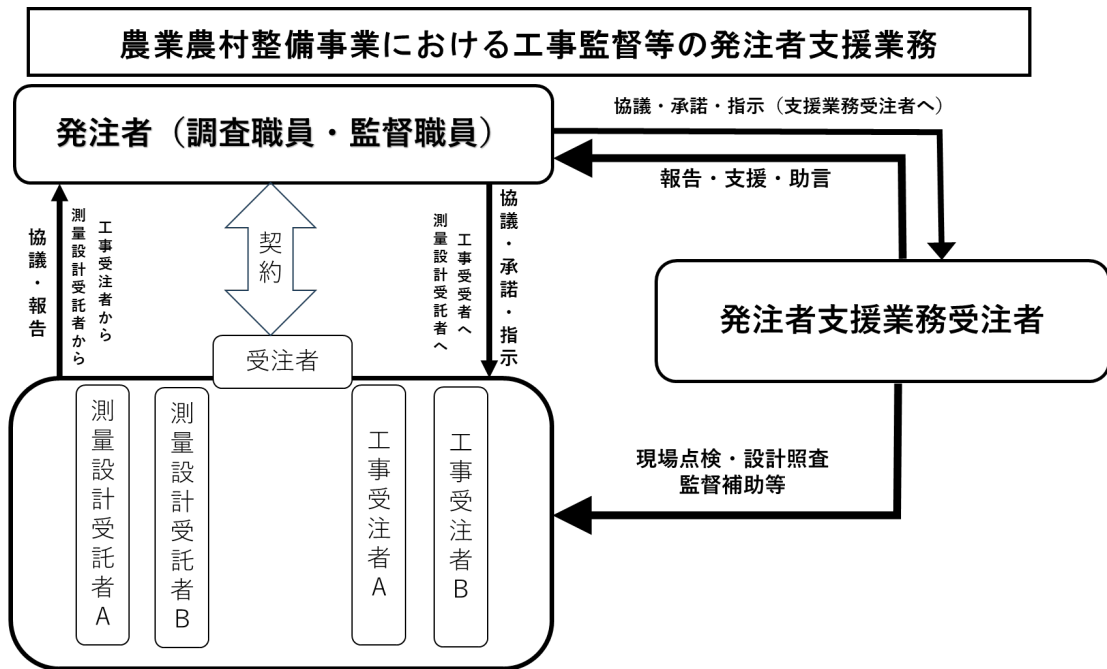 農業農村整備事業における工事監督等の発注者支援業務
発注者（調査職員・監督職員）
協議・承諾・指示（支援業務受注者へ）
報告・支援・助言
協議・報告
測量設計受託者から
工事受注者から
契約
測量設計受託者へ
工事受受者へ
協議・承諾・指示
発注者支援業務受注者
受注者
測量設計受託者A
測量設計受託者B
工事受注者A
工事受注者B
現場点検・設計照査
監督補助等